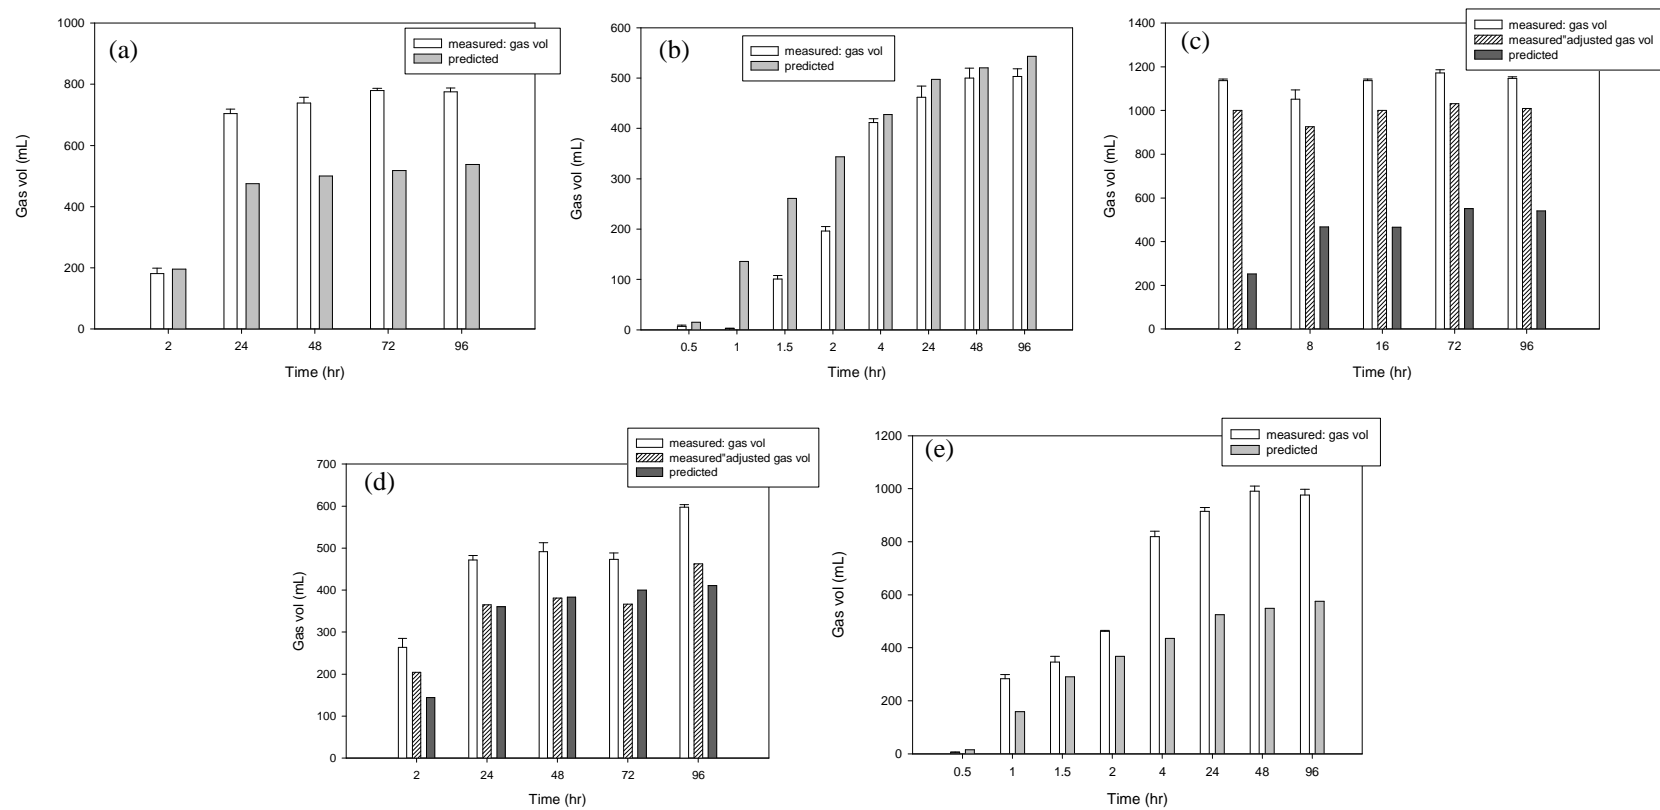 (a)
measured: gas vol
predicted
Gas vol (mL)
1000
800
600
400
200
0
2 24 48 72 96
Time (hr)
(b)
measured: gas vol
predicted
Gas vol (mL)
600
500
400
300
200
100
0
0.5 1 1.5 2 4 24 48 96
Time (hr)
(c)
measured: gas vol
measured"adjusted gas vol
predicted
Gas vol (mL)
1400
1200
1000
800
600
400
200
0
2 8 16 72 96
Time (hr)
(d)
measured: gas vol
measured"adjusted gas vol
predicted
Gas vol (mL)
700
600
500
400
300
200
100
0
2 24 48 72 96
Time (hr)
(e)
measured: gas vol
predicted
Gas vol (mL)
1200
1000
800
600
400
200
0
0.5 1 1.5 2 4 24 48 96
Time (hr)